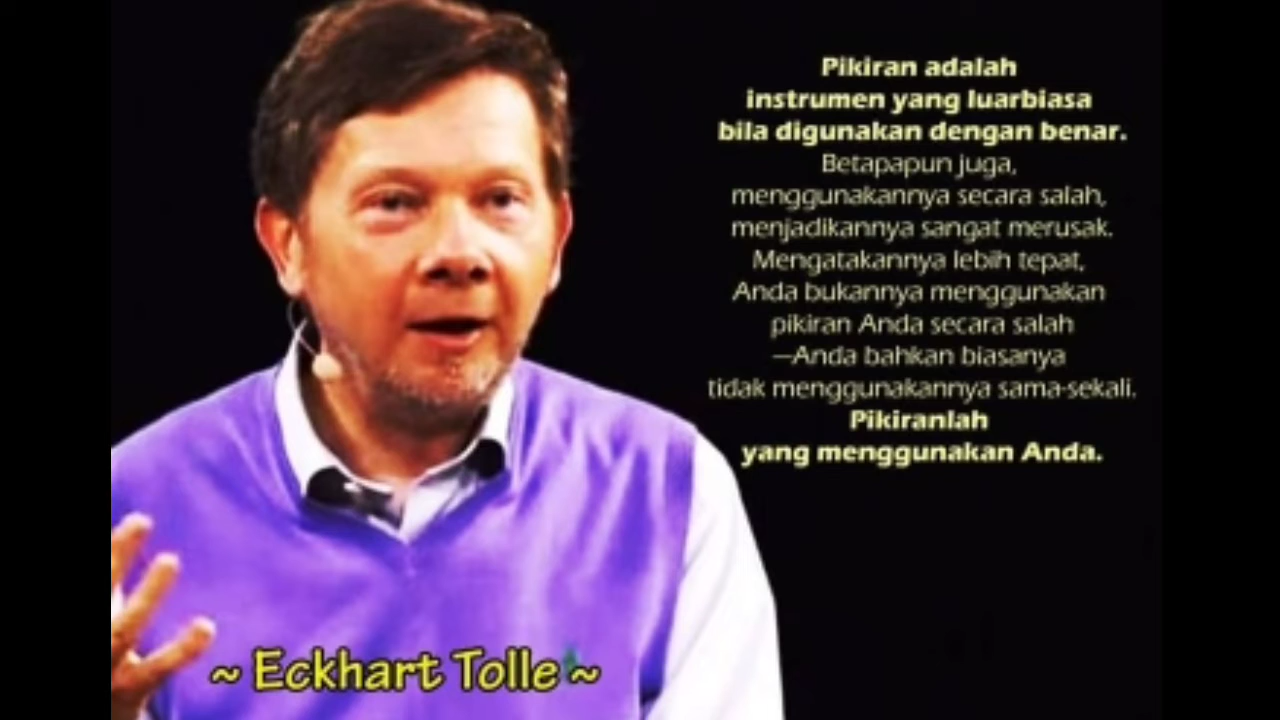 Pikiran adalah
instrumen yang luarbiasa
bila digunakan dengan benar.
Betapapun juga,
menggunakannya secara salah,
menjadikannya sangat merusak.
Mengatakannya lebih tepat,
Anda bukannya menggunakan
pikiran Anda secara salah
—Anda bahkan biasanya
tidak menggunakannya sama-sekali.
Pikiranlah
yang menggunakan Anda.
~ Eckhart Tolle ~